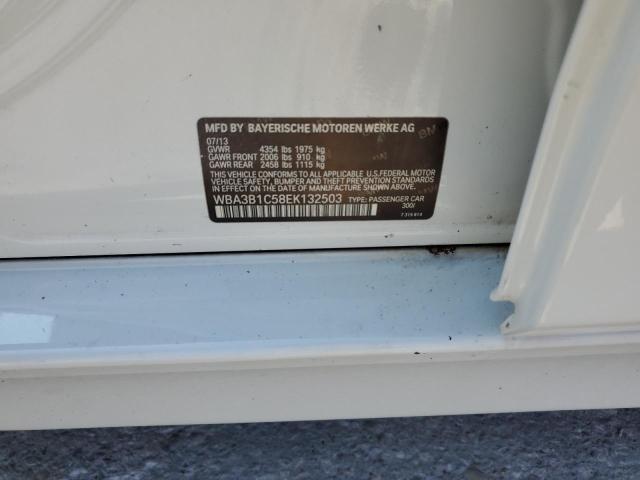 MFD BY BAYERISCHE MOTOREN WERKE AG
07/13
GVWR 4354 lbs 1975 kg
GAWR FRONT 2006 lbs 910 kg
GAWR REAR 2458 lbs 1115 kg
THIS VEHICLE CONFORMS TO ALL APPLICABLE U.S. FEDERAL MOTOR
VEHICLE SAFETY, BUMPER, AND THEFT PREVENTION STANDARDS
IN EFFECT ON THE DATE OF MANUFACTURE SHOWN ABOVE.
WBA3B1C58EK132503 TYPE: PASSENGER CAR